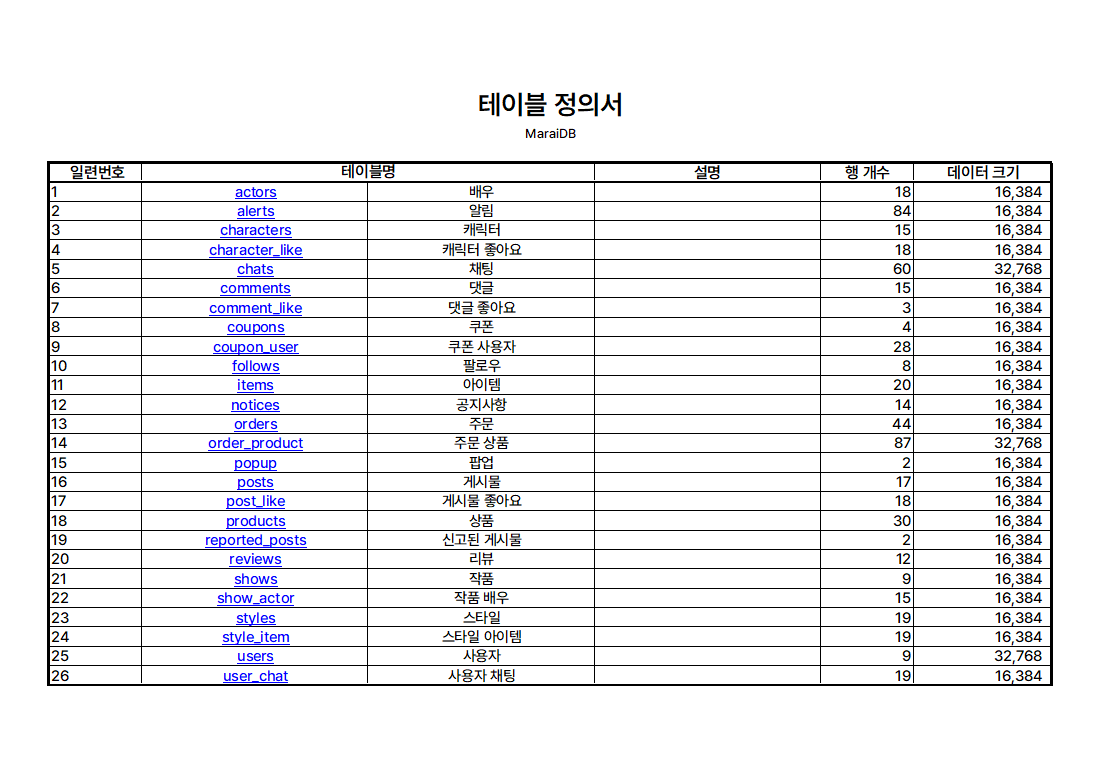 테이블 정의서
MaraiDB
일련번호 테이블명 설명 행 개수 데이터 크기
1 actors 배우 18 16,384
2 alerts 알림 84 16,384
3 characters 캐릭터 15 16,384
4 character_like 캐릭터 좋아요 18 16,384
5 chats 채팅 60 32,768
6 comments 댓글 15 16,384
7 comment_like 댓글 좋아요 3 16,384
8 coupons 쿠폰 4 16,384
9 coupon_user 쿠폰 사용자 28 16,384
10 follows 팔로우 8 16,384
11 items 아이템 20 16,384
12 notices 공지사항 14 16,384
13 orders 주문 44 16,384
14 order_product 주문 상품 87 32,768
15 popup 팝업 2 16,384
16 posts 게시물 17 16,384
17 post_like 게시물 좋아요 18 16,384
18 products 상품 30 16,384
19 reported_posts 신고된 게시물 2 16,384
20 reviews 리뷰 12 16,384
21 shows 작품 9 16,384
22 show_actor 작품 배우 15 16,384
23 styles 스타일 19 16,384
24 style_item 스타일 아이템 19 16,384
25 users 사용자 9 32,768
26 user_chat 사용자 채팅 19 16,384